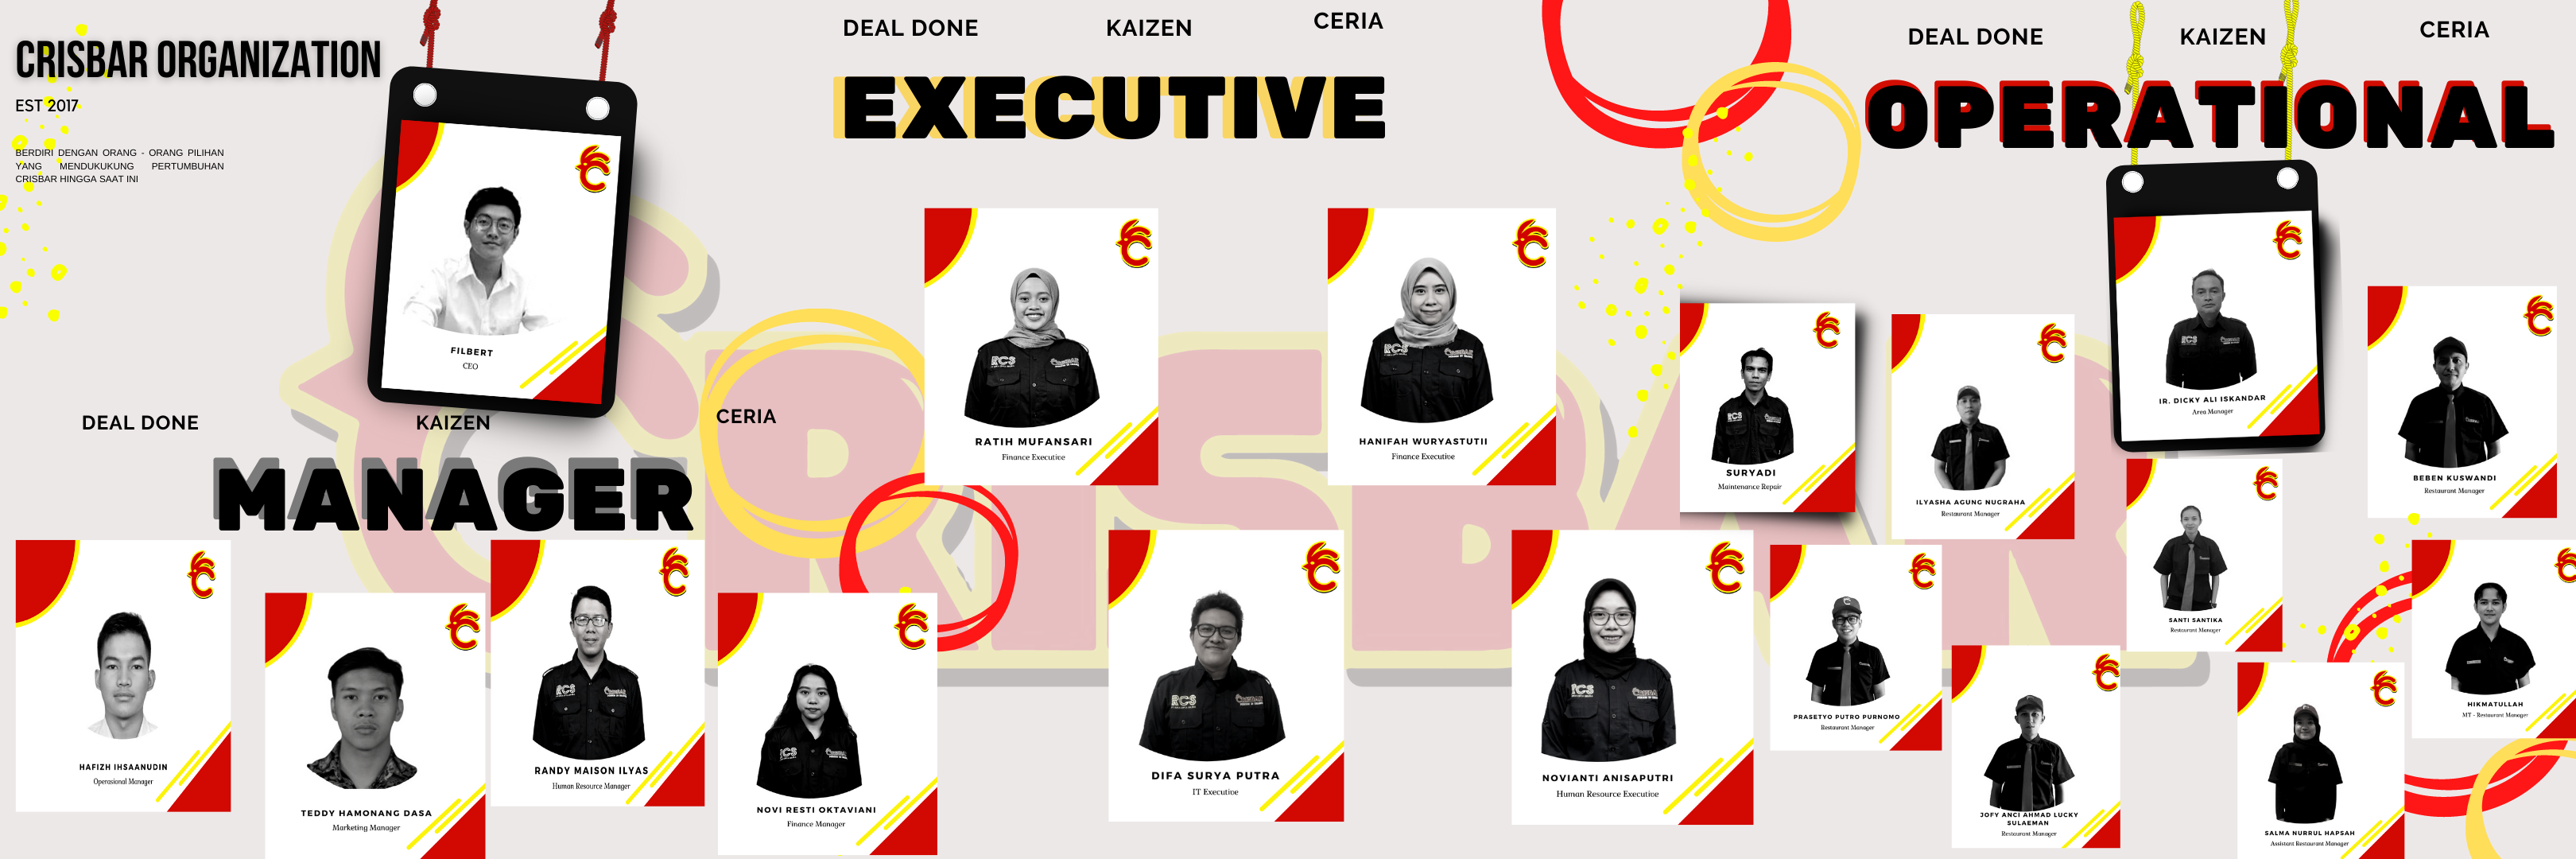 CRISBAR ORGANIZATION
EST 2017
BERDIRI DENGAN ORANG - ORANG PILIHAN
YANG MENDUKUKUNG PERTUMBUHAN
CRISBAR HINGGA SAAT INI
FILBERT
CEO
DEAL DONE
KAIZEN
CERIA
MANAGER
HAFIZH IHSAANUDIN
Operasional Manager
TEDDY HAMONANG DASA
Marketing Manager
RCS
RANDY MAISON ILYAS
Human Resource Manager
NOVI RESTI OKTAVIANI
Finance Manager
DEAL DONE
KAIZEN
CERIA
EXECUTIVE
RCS
RATIH MUFANSARI
Finance Executive
RCS
HANIFAH WURYASTUTII
Finance Executive
RCS
DIFA SURYA PUTRA
IT Executive
NOVIANTI ANISAPUTRI
Human Resource Executive
DEAL DONE
KAIZEN
CERIA
OPERATIONAL
IR. DICKY ALI ISKANDAR
Area Manager
SURYADI
Maintenance Repair
ILYASHA AGUNG NUGRAHA
Restaurant Manager
BEBEN KUSWANDI
Restaurant Manager
SANTI SANTIKA
Restaurant Manager
PRASETYO PUTRO PURNOMO
Restaurant Manager
HIKMATULLAH
MT - Restaurant Manager
JOFY ANCI AHMAD LUCKY
SULAEMAN
Restaurant Manager
SALMA NURRUL HAPSAH
Assistant Restaurant Manager
CRISBAR